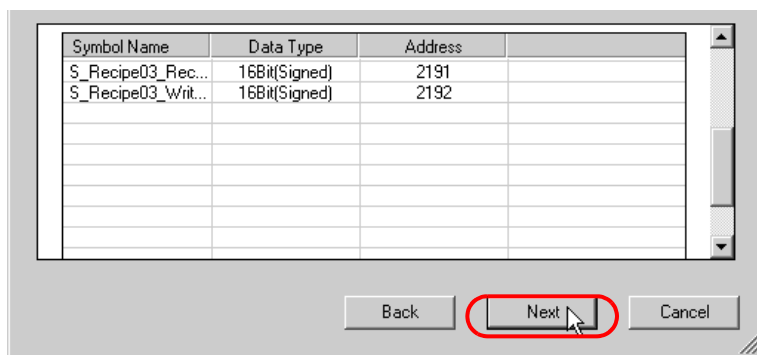 Symbol Name Data Type Address
S_Recipe03_Rec... 16Bit(Signed) 2191
S_Recipe03_Writ... 16Bit(Signed) 2192
Back Next Cancel